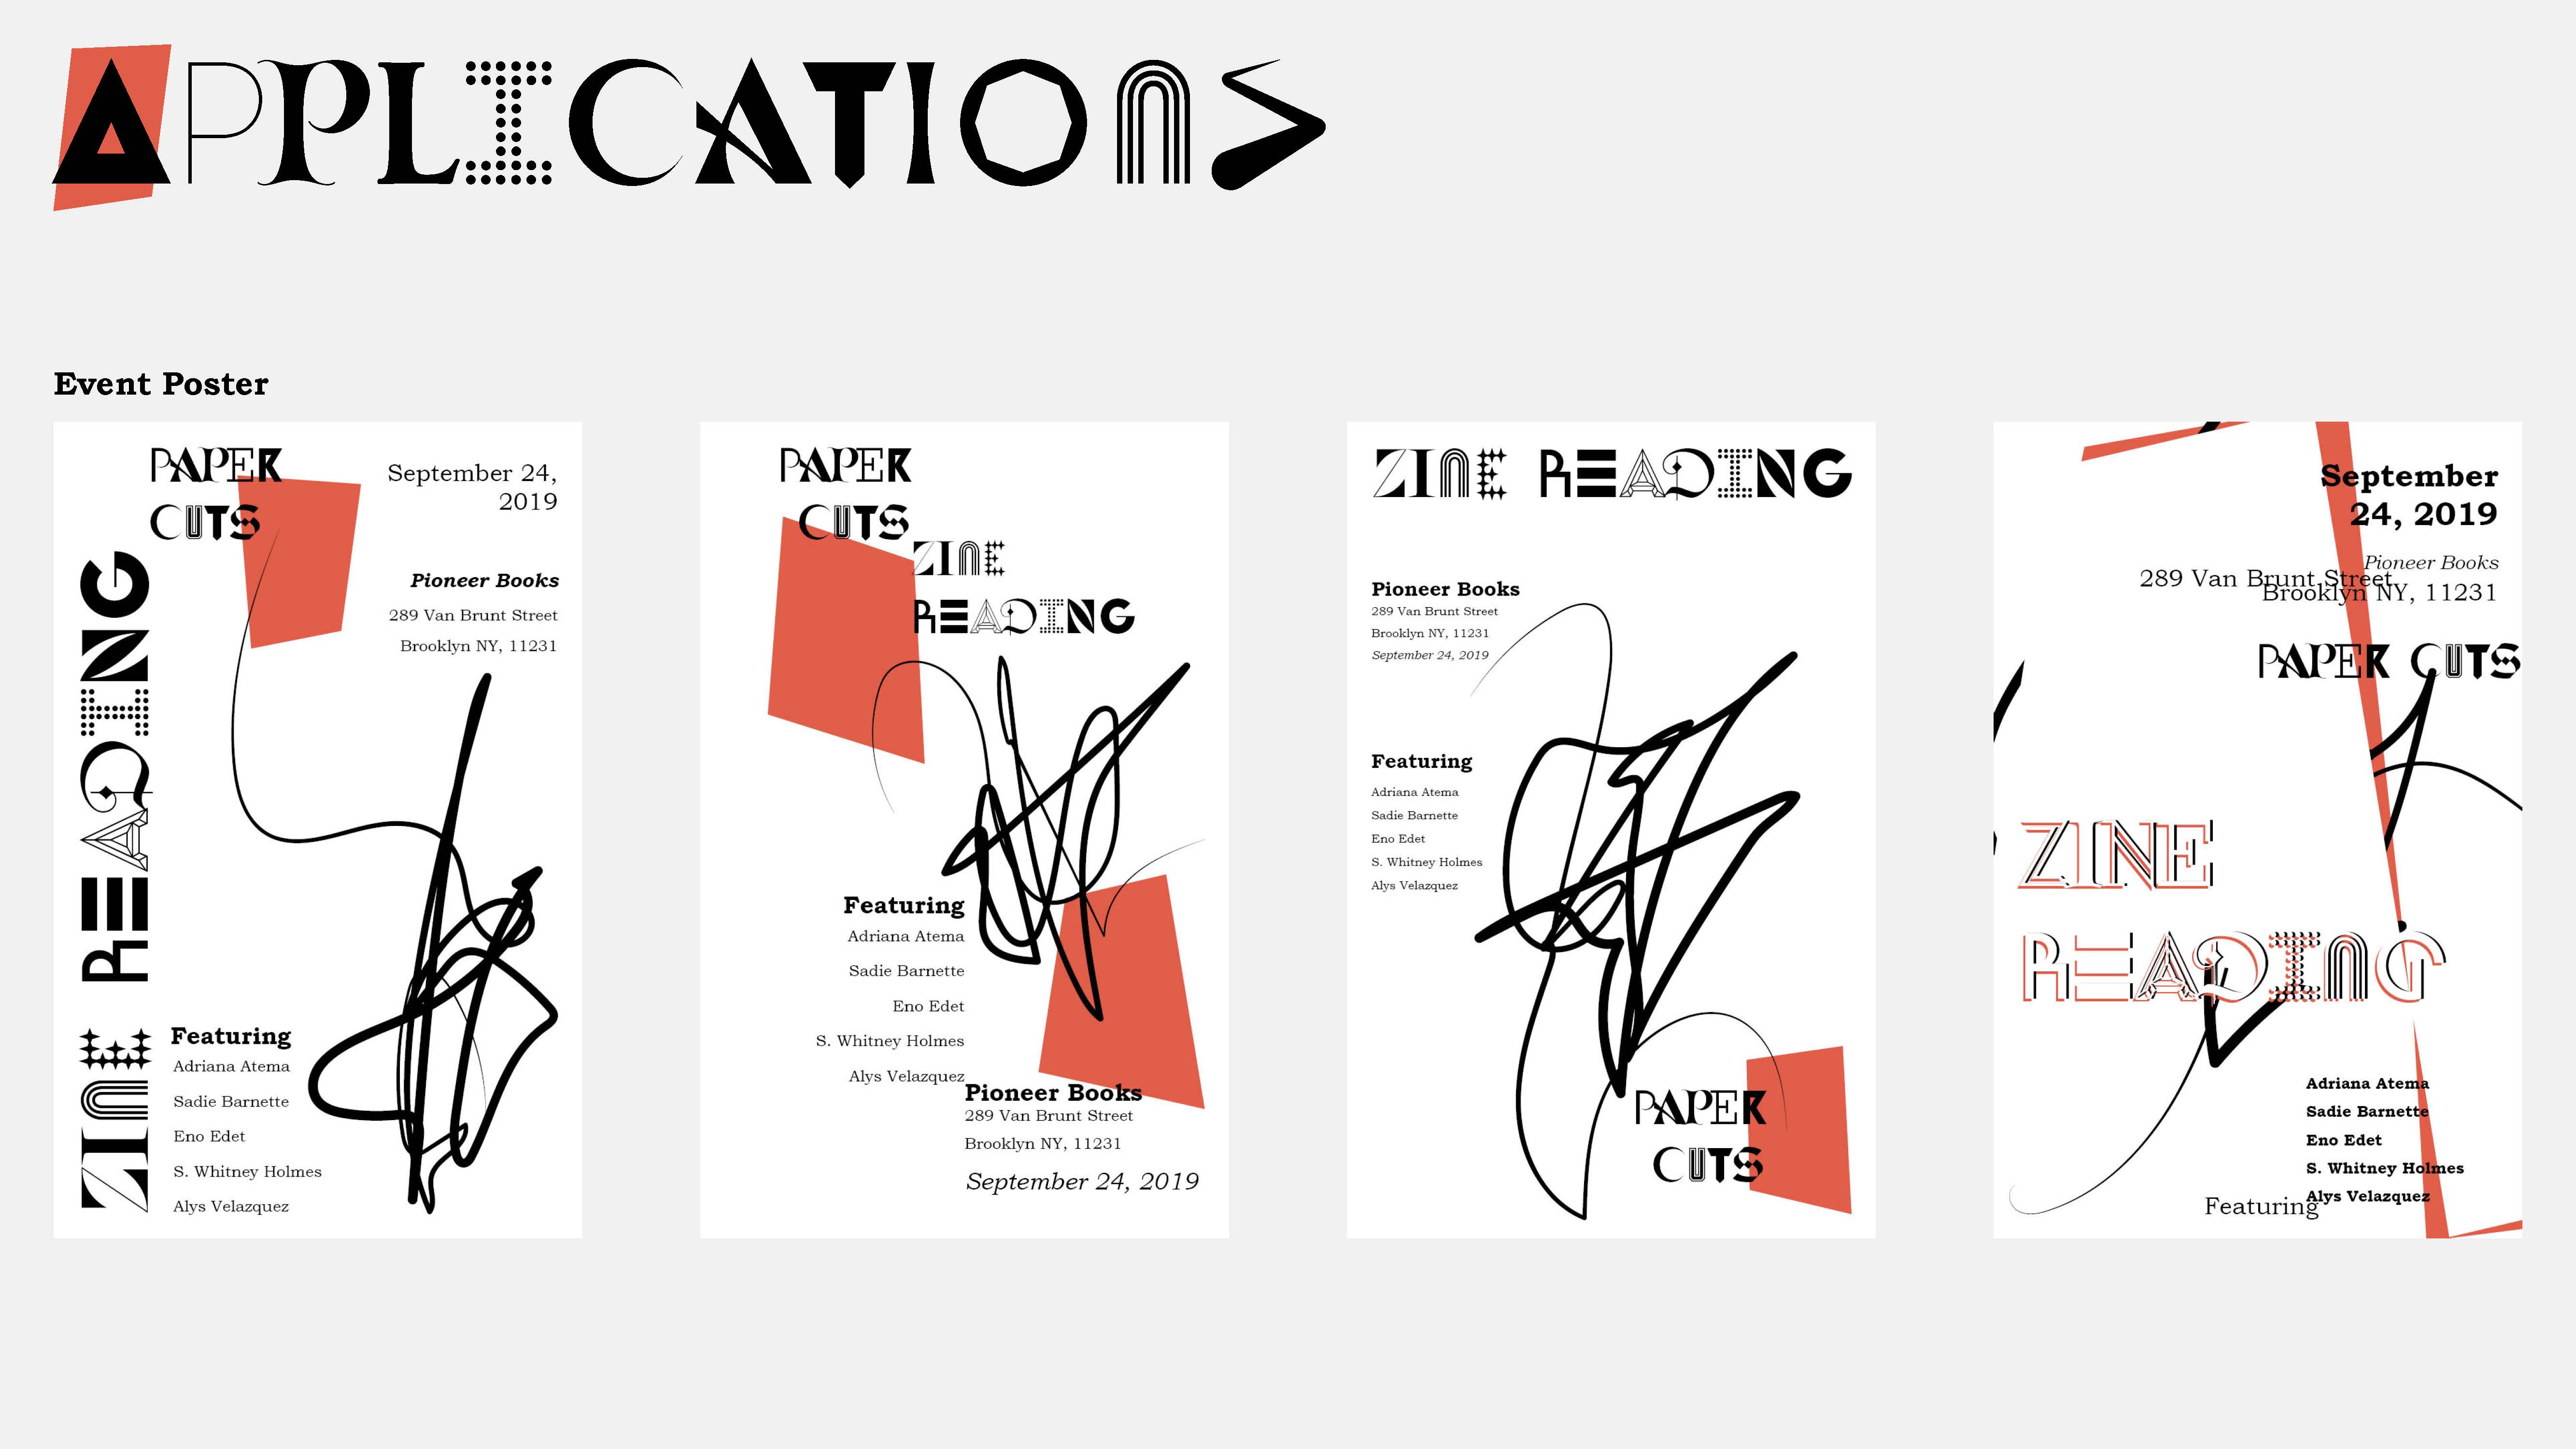 APPLICATIONS
Event Poster
PAPER
CUTS
September 24,
2019
Pioneer Books
289 Van Brunt Street
Brooklyn NY, 11231
ZINE READING
Featuring
Adriana Atema
Sadie Barnette
Eno Edet
S. Whitney Holmes
Alys Velazquez
PAPER
CUTS
ZINE
READING
Featuring
Adriana Atema
Sadie Barnette
Eno Edet
S. Whitney Holmes
Alys Velazquez
Pioneer Books
289 Van Brunt Street
Brooklyn NY, 11231
September 24, 2019
ZINE READING
Pioneer Books
289 Van Brunt Street
Brooklyn NY, 11231
September 24, 2019
Featuring
Adriana Atema
Sadie Barnette
Eno Edet
S. Whitney Holmes
Alys Velazquez
PAPER
CUTS
September
24, 2019
Pioneer Books
289 Van Brunt Street
Brooklyn NY, 11231
PAPER CUTS
ZINE
READING
Adriana Atema
Sadie Barnette
Eno Edet
S. Whitney Holmes
Alys Velazquez
Featuring